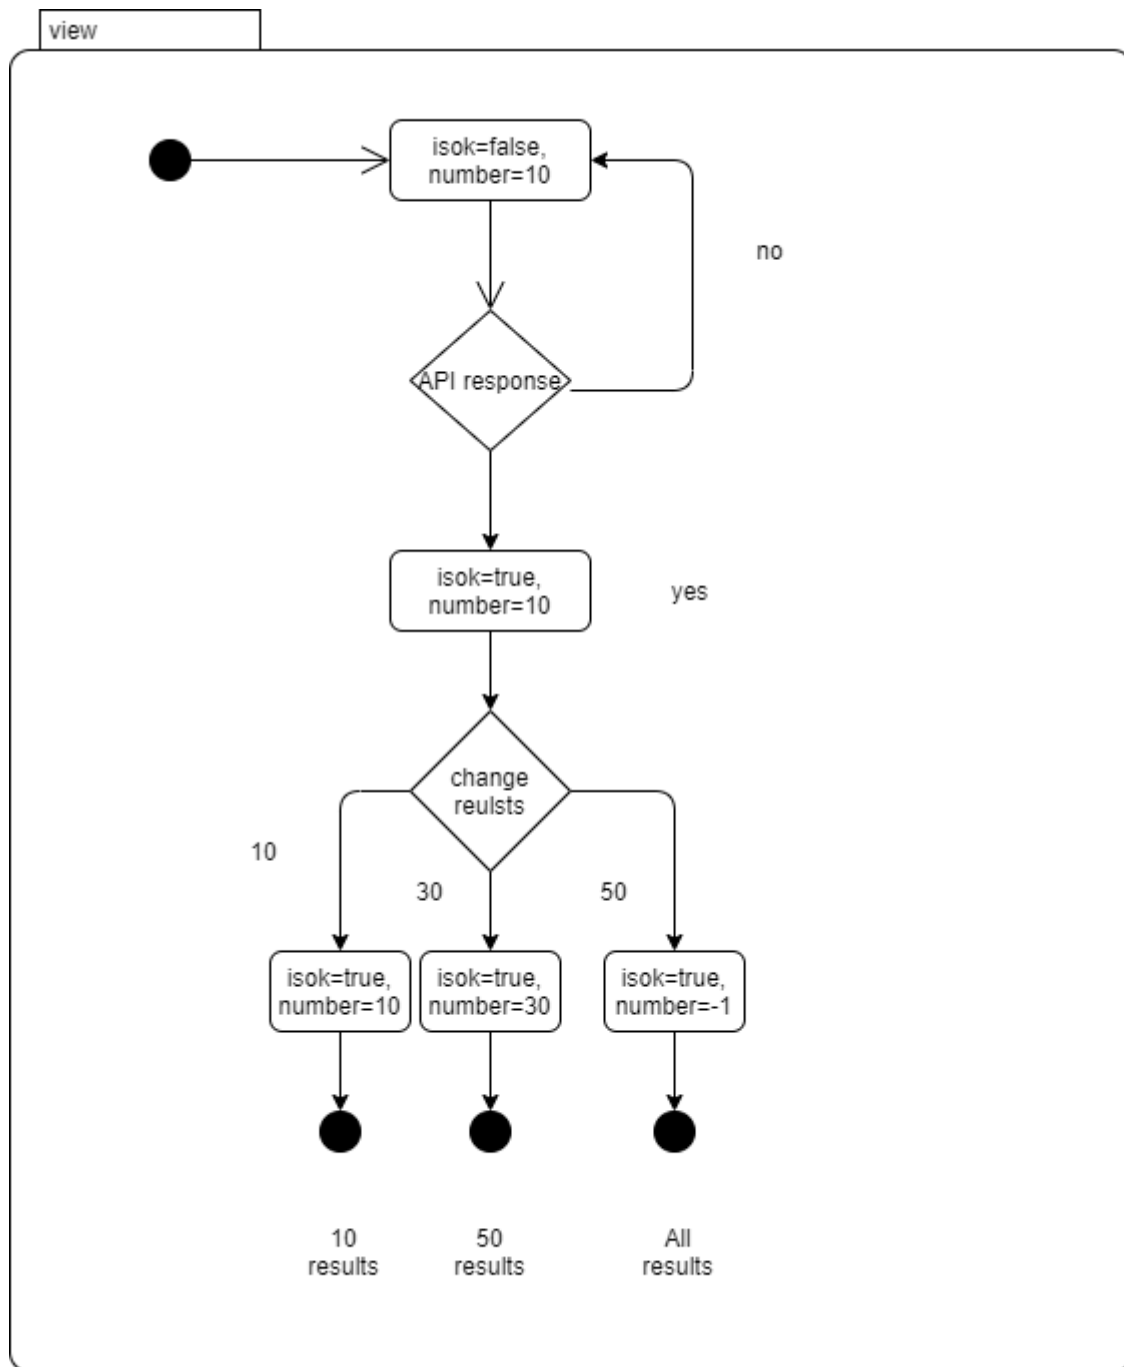 view
isok=false,
number=10
no
API response
isok=true,
number=10
yes
change
reulsts
10
30
50
isok=true,
number=10
isok=true,
number=30
isok=true,
number=-1
10
results
50
results
All
results